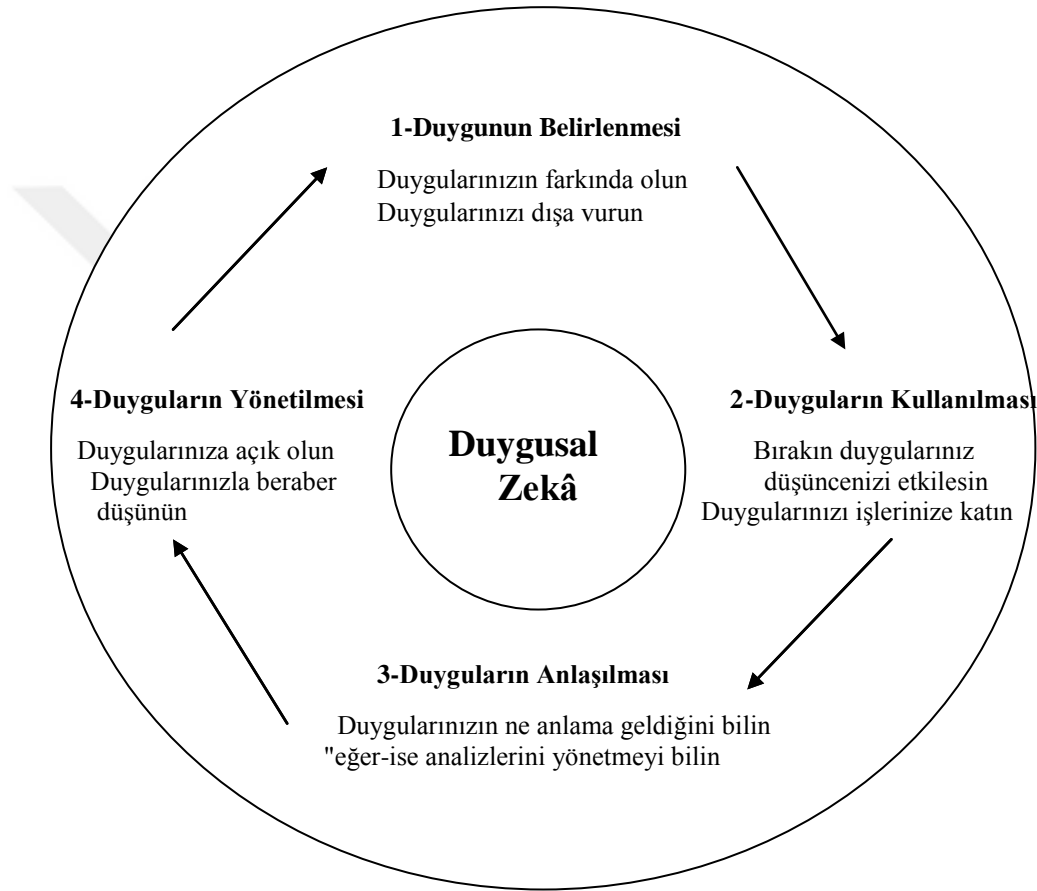 1-Duygunun Belirlenmesi
Duygularınızın farkında olun
Duygularınızı dışa vurun
2-Duyguların Kullanılması
Bırakın duygularınız
düşüncenizi etkilesin
Duygularınızı işlerinize katın
3-Duyguların Anlaşılması
Duygularınızın ne anlama geldiğini bilin
"eğer-ise analizlerini yönetmeyi bilin
4-Duyguların Yönetilmesi
Duygularınıza açık olun
Duygularınızla beraber
düşünün
Duygusal
Zekâ